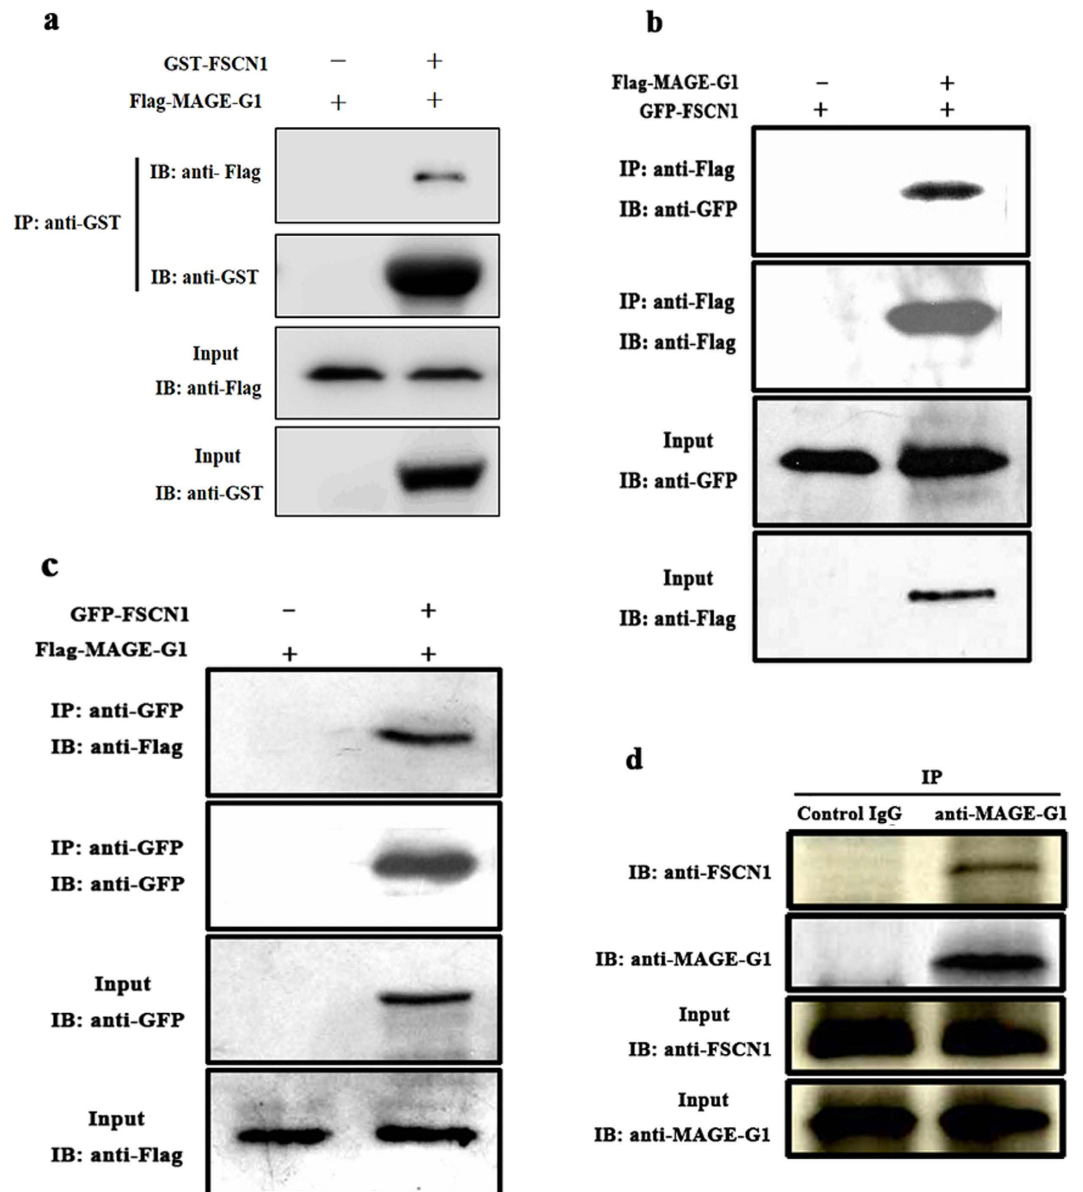 a
GST-FSCN1 − +
Flag-MAGE-G1 + +
IP: anti-GST
IB: anti- Flag
IB: anti-GST
Input
IB: anti-Flag
Input
IB: anti-GST
b
Flag-MAGE-G1 − +
GFP-FSCN1 + +
IP: anti-Flag
IB: anti-GFP
IP: anti-Flag
IB: anti-Flag
Input
IB: anti-GFP
Input
IB: anti-Flag
c
GFP-FSCN1 − +
Flag-MAGE-G1 + +
IP: anti-GFP
IB: anti-Flag
IP: anti-GFP
IB: anti-GFP
Input
IB: anti-GFP
Input
IB: anti-Flag
d
IP
Control IgG anti-MAGE-G1
IB: anti-FSCN1
IB: anti-MAGE-G1
Input
IB: anti-FSCN1
Input
IB: anti-MAGE-G1